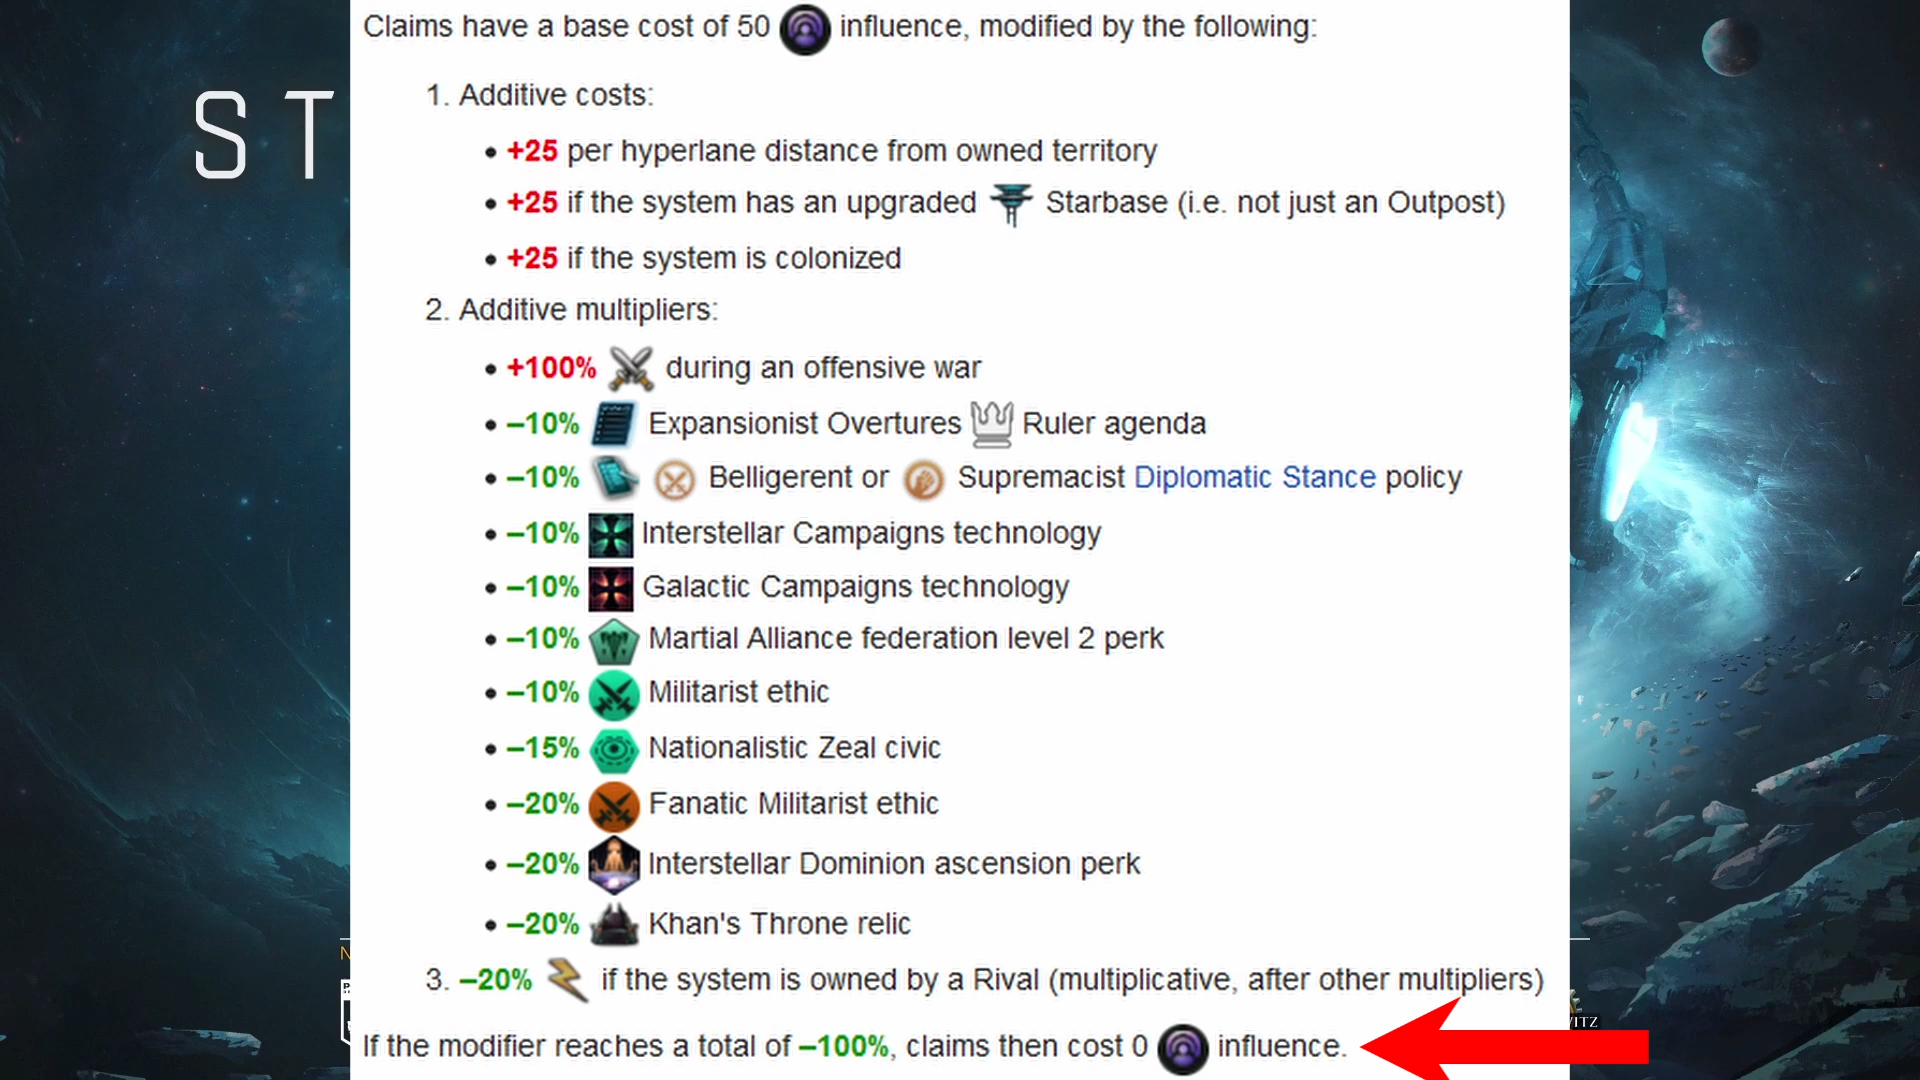 ST
Claims have a base cost of 50 influence, modified by the following:
1. Additive costs:
• +25 per hyperlane distance from owned territory
• +25 if the system has an upgraded Starbase (i.e. not just an Outpost)
• +25 if the system is colonized
2. Additive multipliers:
• +100% during an offensive war
• –10% Expansionist Overtures Ruler agenda
• –10% Belligerent or Supremacist Diplomatic Stance policy
• –10% Interstellar Campaigns technology
• –10% Galactic Campaigns technology
• –10% Martial Alliance federation level 2 perk
• –10% Militarist ethic
• –15% Nationalistic Zeal civic
• –20% Fanatic Militarist ethic
• –20% Interstellar Dominion ascension perk
• –20% Khan's Throne relic
3. –20% if the system is owned by a Rival (multiplicative, after other multipliers)
If the modifier reaches a total of –100%, claims then cost 0 influence.